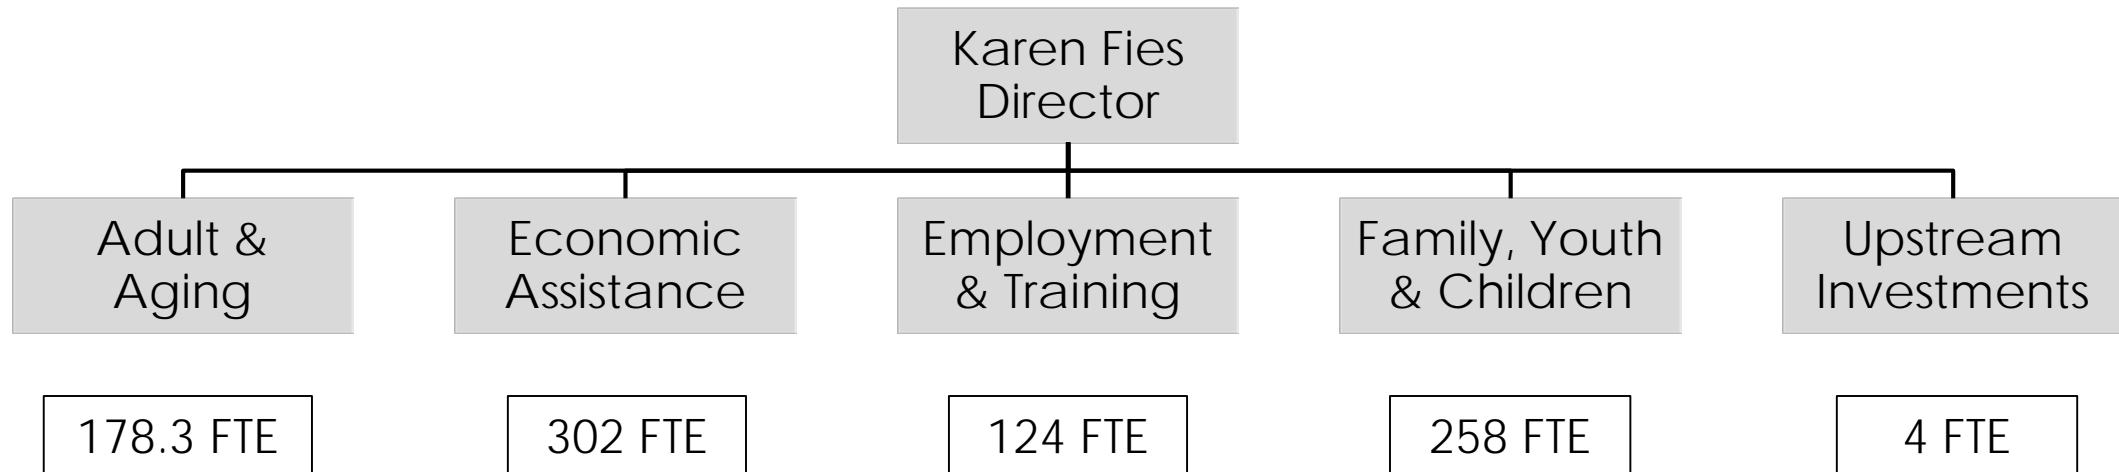 Karen Fies
Director
Adult &
Aging
Economic
Assistance
Employment
& Training
Family, Youth
& Children
Upstream
Investments
178.3 FTE
302 FTE
124 FTE
258 FTE
4 FTE